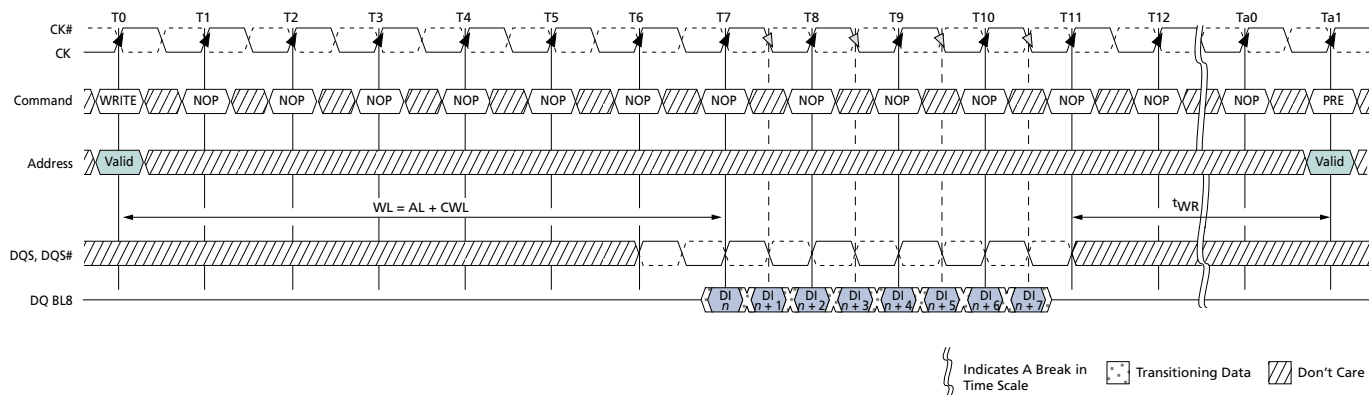 T0 T1 T2 T3 T4 T5 T6 T7 T8 T9 T10 T11 T12 Ta0 Ta1
CK#
CK
Command WRITE NOP NOP NOP NOP NOP NOP NOP NOP NOP NOP NOP NOP NOP PRE
Address Valid Valid
WL = AL + CWL tWR
DQS, DQS#
DQ BL8 DI DI DI DI DI DI DI DI
n n + 1 n + 2 n + 3 n + 4 n + 5 n + 6 n + 7
Indicates A Break in
Time Scale
Transitioning Data
Don't Care